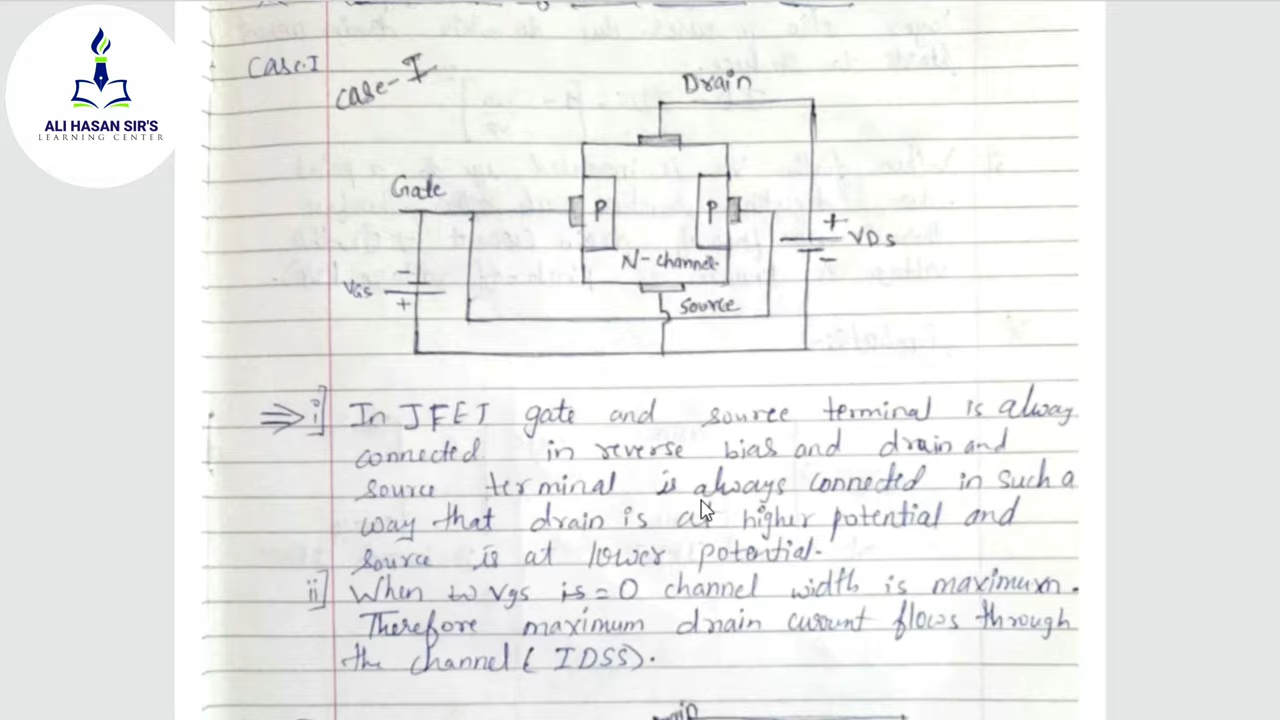 ALI HASAN SIR'S
LEARNING CENTER
Case.I
Case-I
Drain
Gate
P
P
+
VDs
-
N-channel
-
VGs
+
source
⇒ i] In JFET gate and source terminal is alway
connected in reverse bias and drain and
source terminal is always connected in such a
way that drain is at higher potential and
source is at lower potential.
ii] When Vgs is = 0 channel width is maximum.
Therefore maximum drain current flows through
the channel ( IDSS).